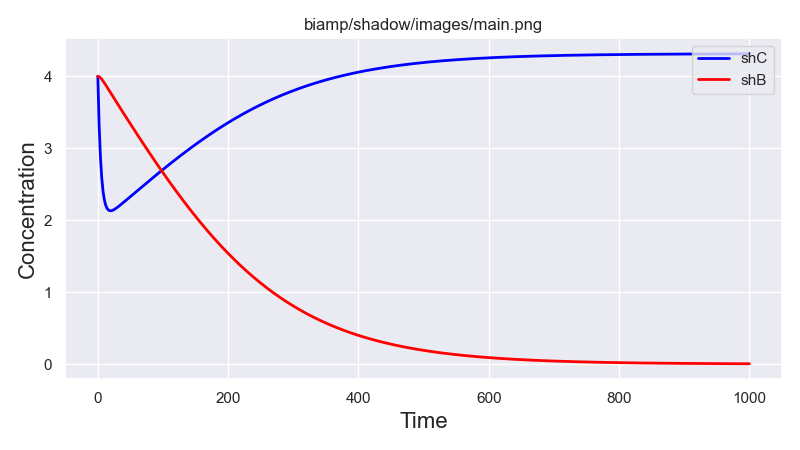 biamp/shadow/images/main.png
shC
shB
Concentration
4
3
2
1
0
0 200 400 600 800 1000
Time